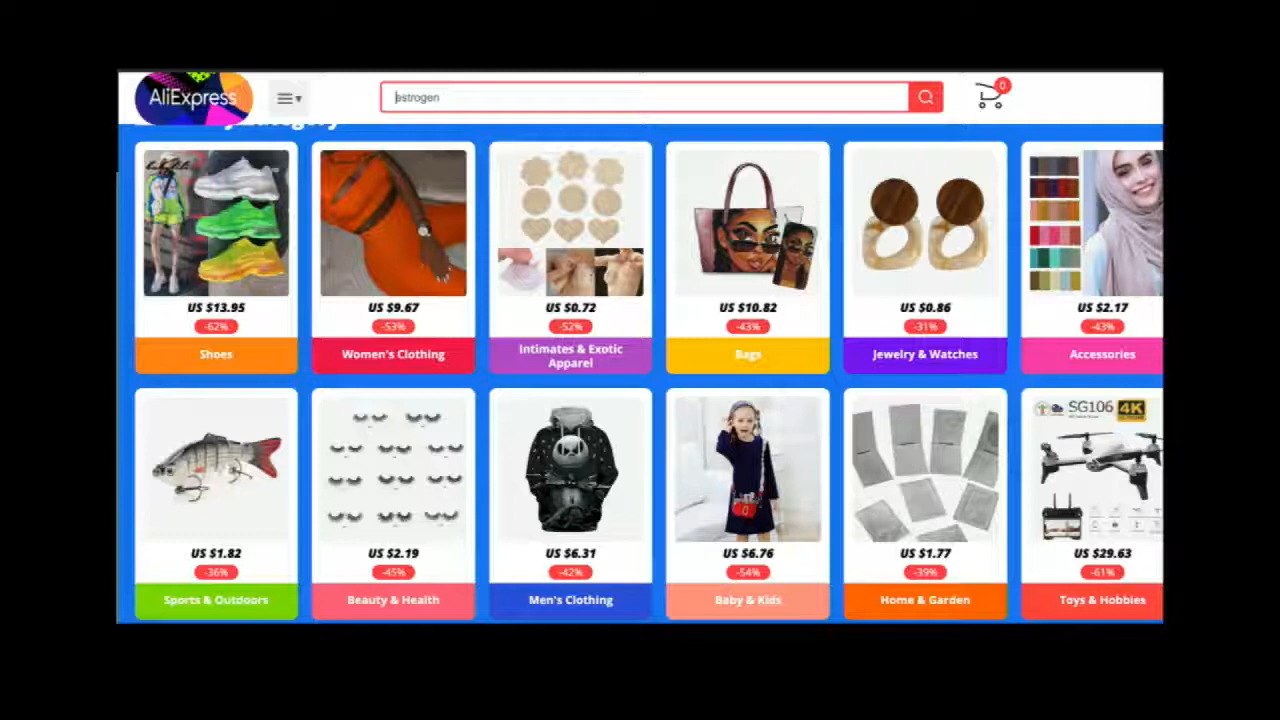 AliExpress
estrogen
0
US $13.95
-62%
Shoes
US $9.67
-53%
Women's Clothing
US $0.72
-52%
Intimates & Exotic
Apparel
US $10.82
-43%
Bags
US $0.86
-31%
Jewelry & Watches
US $2.17
-43%
Accessories
US $1.82
-36%
Sports & Outdoors
US $2.19
-45%
Beauty & Health
US $6.31
-42%
Men's Clothing
US $6.76
-54%
Baby & Kids
US $1.77
-39%
Home & Garden
SG106 4K
US $29.63
-61%
Toys & Hobbies